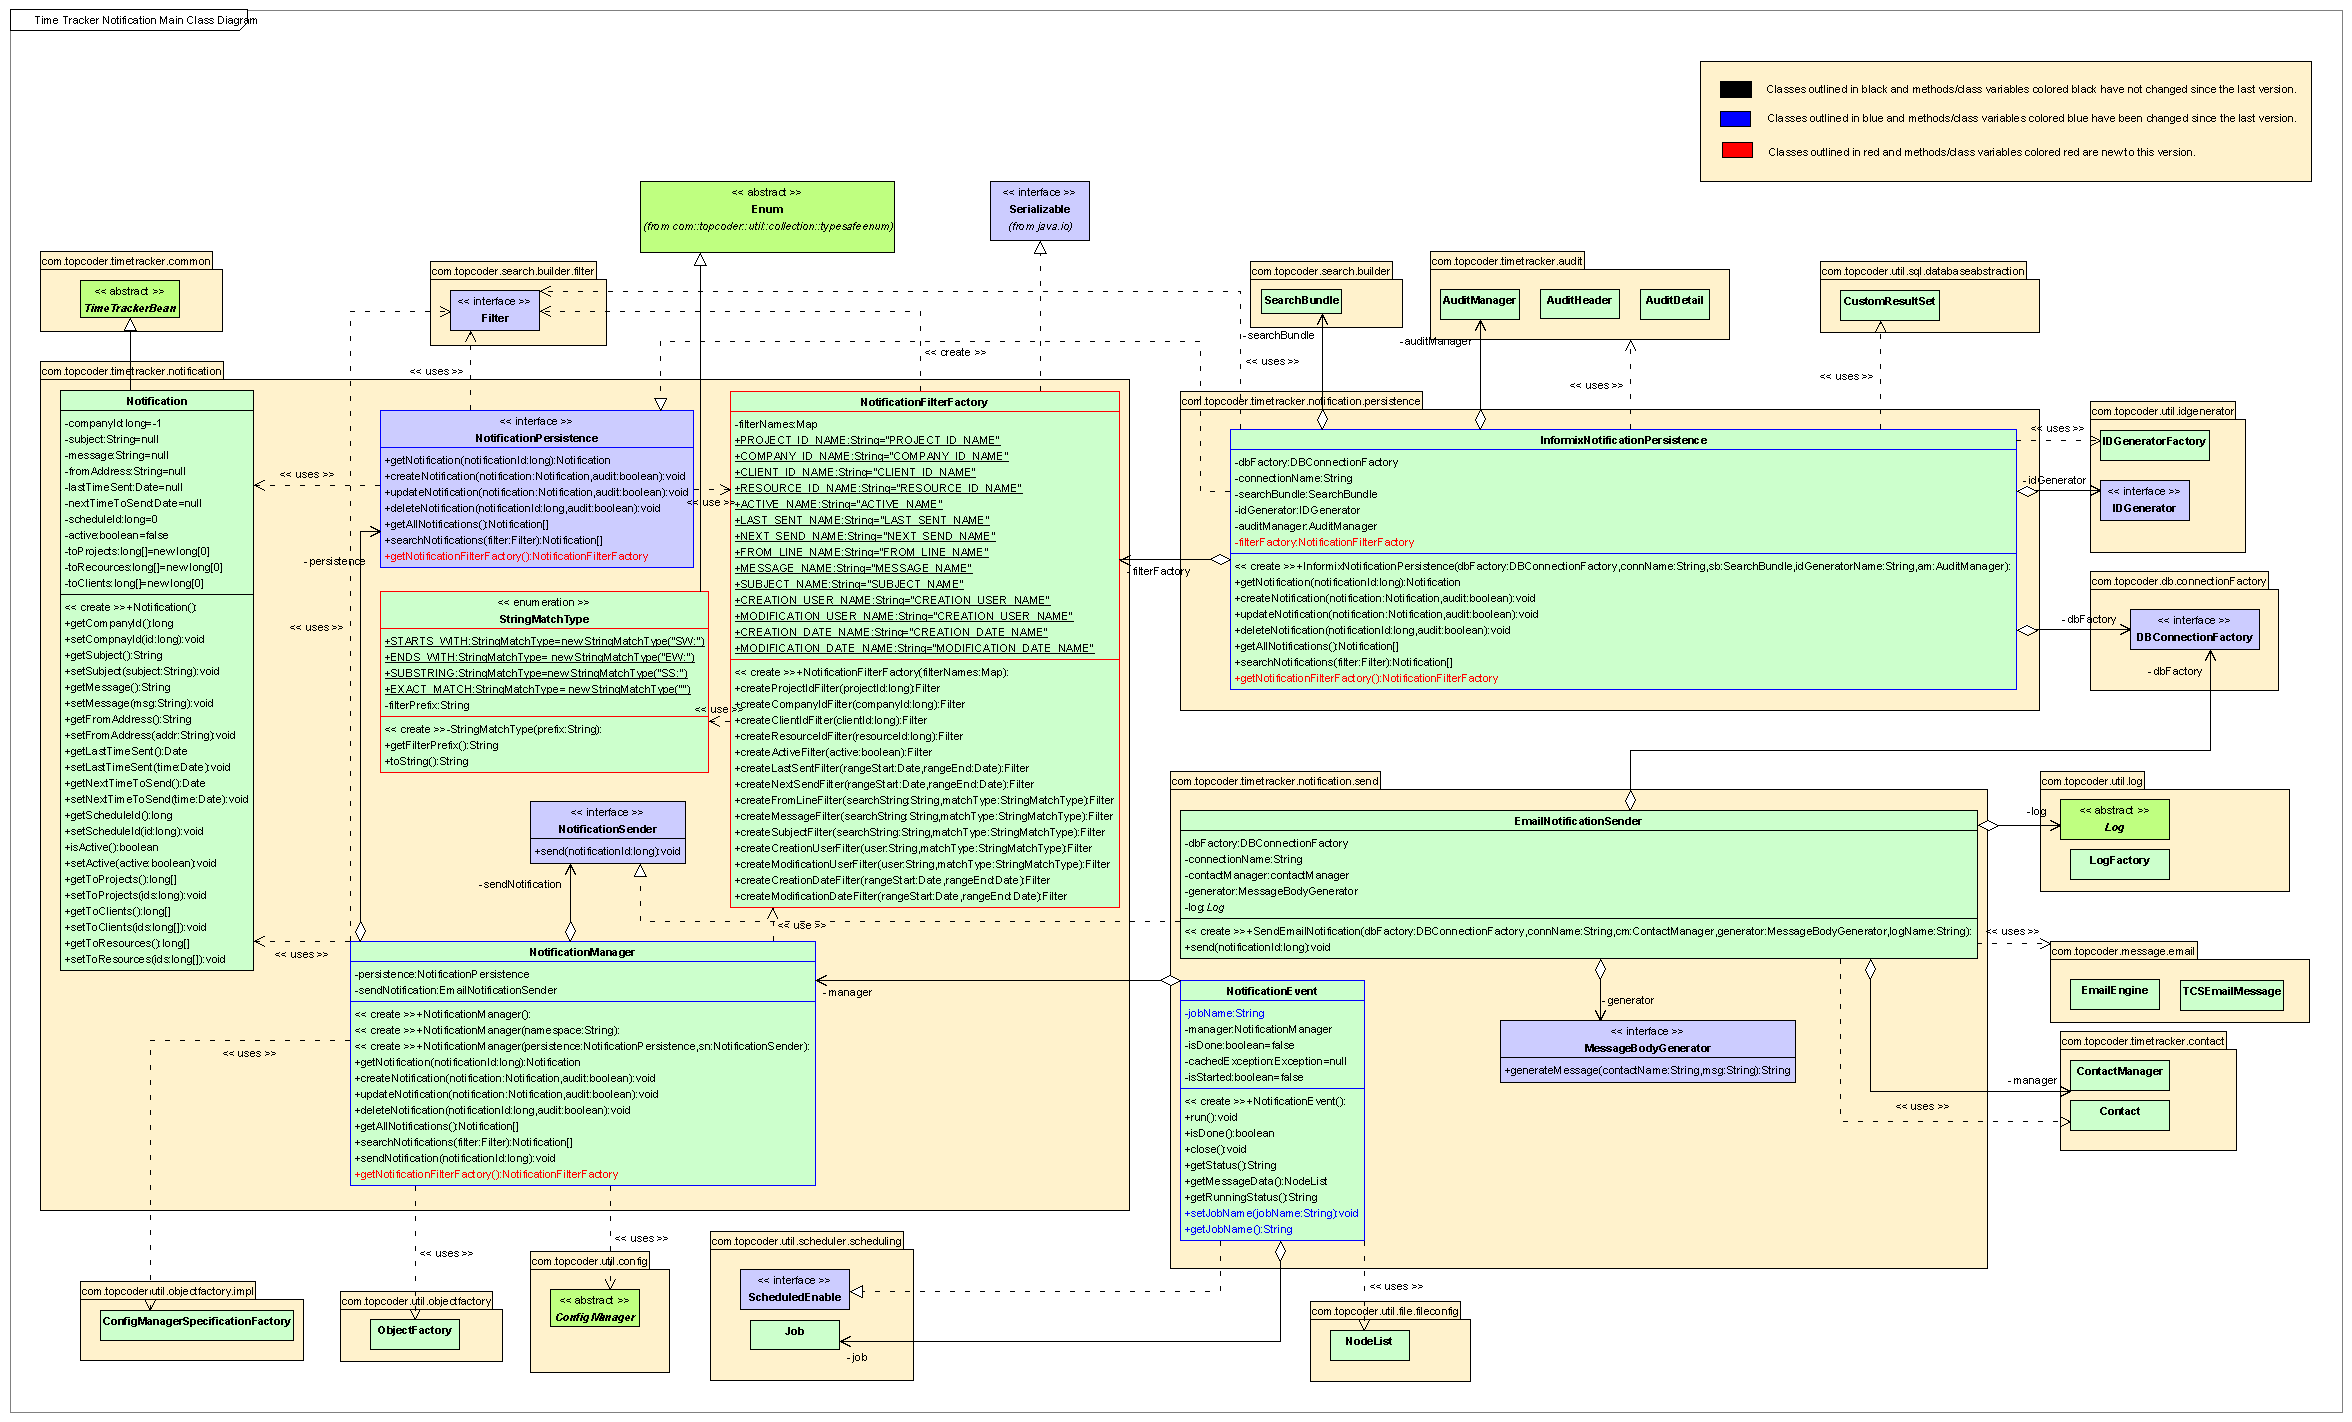 Time Tracker Notification Main Class Diagram
Classes outlined in black and methods/class variables colored black have not changed since the last version.
Classes outlined in blue and methods/class variables colored blue have been changed since the last version.
Classes outlined in red and methods/class variables colored red are new to this version.
<< abstract >>
Enum
(from com::topcoder::util::collection::typesafeenum)
<< interface >>
Serializable
(from java.io)
com.topcoder.timetracker.common
<< abstract >>
TimeTrackerBean
com.topcoder.search.builder.filter
<< interface >>
Filter
com.topcoder.search.builder
SearchBundle
com.topcoder.timetracker.audit
AuditManager
AuditHeader
AuditDetail
com.topcoder.util.sql.databaseabstraction
CustomResultSet
-searchBundle
-auditManager
<< create >>
<< uses >>
<< uses >>
<< uses >>
<< uses >>
com.topcoder.timetracker.notification
Notification
-companyId:long=-1
-subject:String=null
-message:String=null
-fromAddress:String=null
-lastTimeSent:Date=null
-nextTimeToSend:Date=null
-scheduleId:long=0
-active:boolean=false
-toProjects:long[]=new long[0]
-toRecources:long[]=new long[0]
-toClients:long[]=new long[0]
<< create >>+Notification():
+getCompanyId():long
+setCompnayId(id:long):void
+getSubject():String
+setSubject(subject:String):void
+getMessage():String
+setMessage(msg:String):void
+getFromAddress():String
+setFromAddress(addr:String):void
+getLastTimeSent():Date
+setLastTimeSent(time:Date):void
+getNextTimeToSend():Date
+setNextTimeToSend(time:Date):void
+getScheduleId():long
+setScheduleId(id:long):void
+isActive():boolean
+setActive(active:boolean):void
+getToProjects():long[]
+setToProjects(ids:long):void
+getToClients():long[]
+setToClients(ids:long[]):void
+getToResources():long[]
+setToResources(ids:long[]):void
<< uses >>
<< interface >>
NotificationPersistence
+getNotification(notificationId:long):Notification
+createNotification(notification:Notification,audit:boolean):void
+updateNotification(notification:Notification,audit:boolean):void
+deleteNotification(notificationId:long,audit:boolean):void
+getAllNotifications():Notification[]
+searchNotifications(filter:Filter):Notification[]
+getNotificationFilterFactory():NotificationFilterFactory
<< use >>
-persistence
<< uses >>
<< enumeration >>
StringMatchType
+STARTS_WITH:StringMatchType=new StringMatchType("SW:")
+ENDS_WITH:StringMatchType= new StringMatchType("EW:")
+SUBSTRING:StringMatchType=new StringMatchType("SS:")
+EXACT_MATCH:StringMatchType= new StringMatchType("")
-filterPrefix:String
<< create >>-StringMatchType(prefix:String):
+getFilterPrefix():String
+toString():String
<< use >>
NotificationFilterFactory
-filterNames:Map
+PROJECT_ID_NAME:String="PROJECT_ID_NAME"
+COMPANY_ID_NAME:String="COMPANY_ID_NAME"
+CLIENT_ID_NAME:String="CLIENT_ID_NAME"
+RESOURCE_ID_NAME:String="RESOURCE_ID_NAME"
+ACTIVE_NAME:String="ACTIVE_NAME"
+LAST_SENT_NAME:String="LAST_SENT_NAME"
+NEXT_SEND_NAME:String="NEXT_SEND_NAME"
+FROM_LINE_NAME:String="FROM_LINE_NAME"
+MESSAGE_NAME:String="MESSAGE_NAME"
+SUBJECT_NAME:String="SUBJECT_NAME"
+CREATION_USER_NAME:String="CREATION_USER_NAME"
+MODIFICATION_USER_NAME:String="CREATION_USER_NAME"
+CREATION_DATE_NAME:String="CREATION_DATE_NAME"
+MODIFICATION_DATE_NAME:String="MODIFICATION_DATE_NAME"
<< create >>+NotificationFilterFactory(filterNames:Map):
+createProjectIdFilter(projectId:long):Filter
+createCompanyIdFilter(companyId:long):Filter
+createClientIdFilter(clientId:long):Filter
+createResourceIdFilter(resourceId:long):Filter
+createActiveFilter(active:boolean):Filter
+createLastSentFilter(rangeStart:Date,rangeEnd:Date):Filter
+createNextSendFilter(rangeStart:Date,rangeEnd:Date):Filter
+createFromLineFilter(searchString:String,matchType:StringMatchType):Filter
+createMessageFilter(searchString:String,matchType:StringMatchType):Filter
+createSubjectFilter(searchString:String,matchType:StringMatchType):Filter
+createCreationUserFilter(user:String,matchType:StringMatchType):Filter
+createModificationUserFilter(user:String,matchType:StringMatchType):Filter
+createCreationDateFilter(rangeStart:Date,rangeEnd:Date):Filter
+createModificationDateFilter(rangeStart:Date,rangeEnd:Date):Filter
<< interface >>
NotificationSender
+send(notificationId:long):void
-sendNotification
<< use >>
<< uses >>
NotificationManager
-persistence:NotificationPersistence
-sendNotification:EmailNotificationSender
<< create >>+NotificationManager():
<< create >>+NotificationManager(namespace:String):
<< create >>+NotificationManager(persistence:NotificationPersistence,sn:NotificationSender):
+getNotification(notificationId:long):Notification
+createNotification(notification:Notification,audit:boolean):void
+updateNotification(notification:Notification,audit:boolean):void
+deleteNotification(notificationId:long,audit:boolean):void
+getAllNotifications():Notification[]
+searchNotifications(filter:Filter):Notification[]
+sendNotification(notificationId:long):void
+getNotificationFilterFactory():NotificationFilterFactory
<< uses >>
-manager
com.topcoder.timetracker.notification.persistence
InformixNotificationPersistence
-dbFactory:DBConnectionFactory
-connectionName:String
-searchBundle:SearchBundle
-idGenerator:IDGenerator
-auditManager:AuditManager
-filterFactory:NotificationFilterFactory
<< create >>+InformixNotificationPersistence(dbFactory:DBConnectionFactory,connName:String,sb:SearchBundle,idGeneratorName:String,am:AuditManager):
+getNotification(notificationId:long):Notification
+createNotification(notification:Notification,audit:boolean):void
+updateNotification(notification:Notification,audit:boolean):void
+deleteNotification(notificationId:long,audit:boolean):void
+getAllNotifications():Notification[]
+searchNotifications(filter:Filter):Notification[]
+getNotificationFilterFactory():NotificationFilterFactory
-filterFactory
com.topcoder.util.idgenerator
<< uses >>
IDGeneratorFactory
-idGenerator
<< interface >>
IDGenerator
com.topcoder.db.connectionFactory
-dbFactory
<< interface >>
DBConnectionFactory
-dbFactory
com.topcoder.timetracker.notification.send
EmailNotificationSender
-dbFactory:DBConnectionFactory
-connectionName:String
-contactManager:contactManager
-generator:MessageBodyGenerator
-log:Log
<< create >>+SendEmailNotification(dbFactory:DBConnectionFactory,connName:String,cm:ContactManager,generator:MessageBodyGenerator,logName:String):
+send(notificationId:long):void
com.topcoder.util.log
-log
<< abstract >>
Log
LogFactory
<< uses >>
com.topcoder.message.email
EmailEngine
TCSEmailMessage
-generator
<< interface >>
MessageBodyGenerator
+generateMessage(contactName:String,msg:String):String
com.topcoder.timetracker.contact
-manager
ContactManager
Contact
<< uses >>
NotificationEvent
-jobName:String
-manager:NotificationManager
-isDone:boolean=false
-cachedException:Exception=null
-isStarted:boolean=false
<< create >>+NotificationEvent():
+run():void
+isDone():boolean
+close():void
+getStatus():String
+getMessageData():NodeList
+getRunningStatus():String
+setJobName(jobName:String):void
+getJobName():String
<< uses >>
<< uses >>
<< uses >>
com.topcoder.util.objectfactory.impl
ConfigManagerSpecificationFactory
com.topcoder.util.objectfactory
ObjectFactory
com.topcoder.util.config
<< abstract >>
ConfigManager
com.topcoder.util.scheduler.scheduling
<< interface >>
ScheduledEnable
Job
-job
com.topcoder.util.file.fileconfig
NodeList